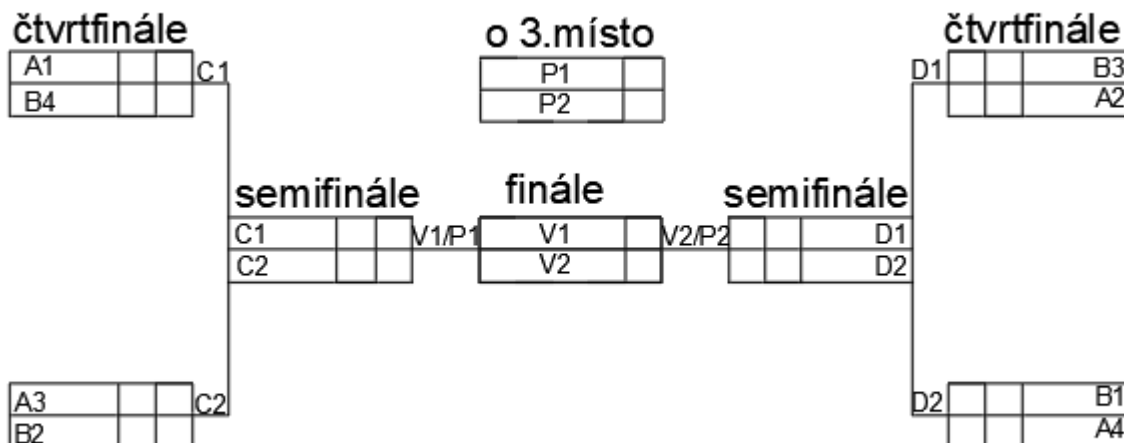 čtvrtfinále
A1
B4
C1
o 3.místo
P1
P2
čtvrtfinále
D1
B3
A2
semifinále
C1
C2
V1/P1
finále
V1
V2
V2/P2
semifinále
D1
D2
A3
B2
C2
D2
B1
A4